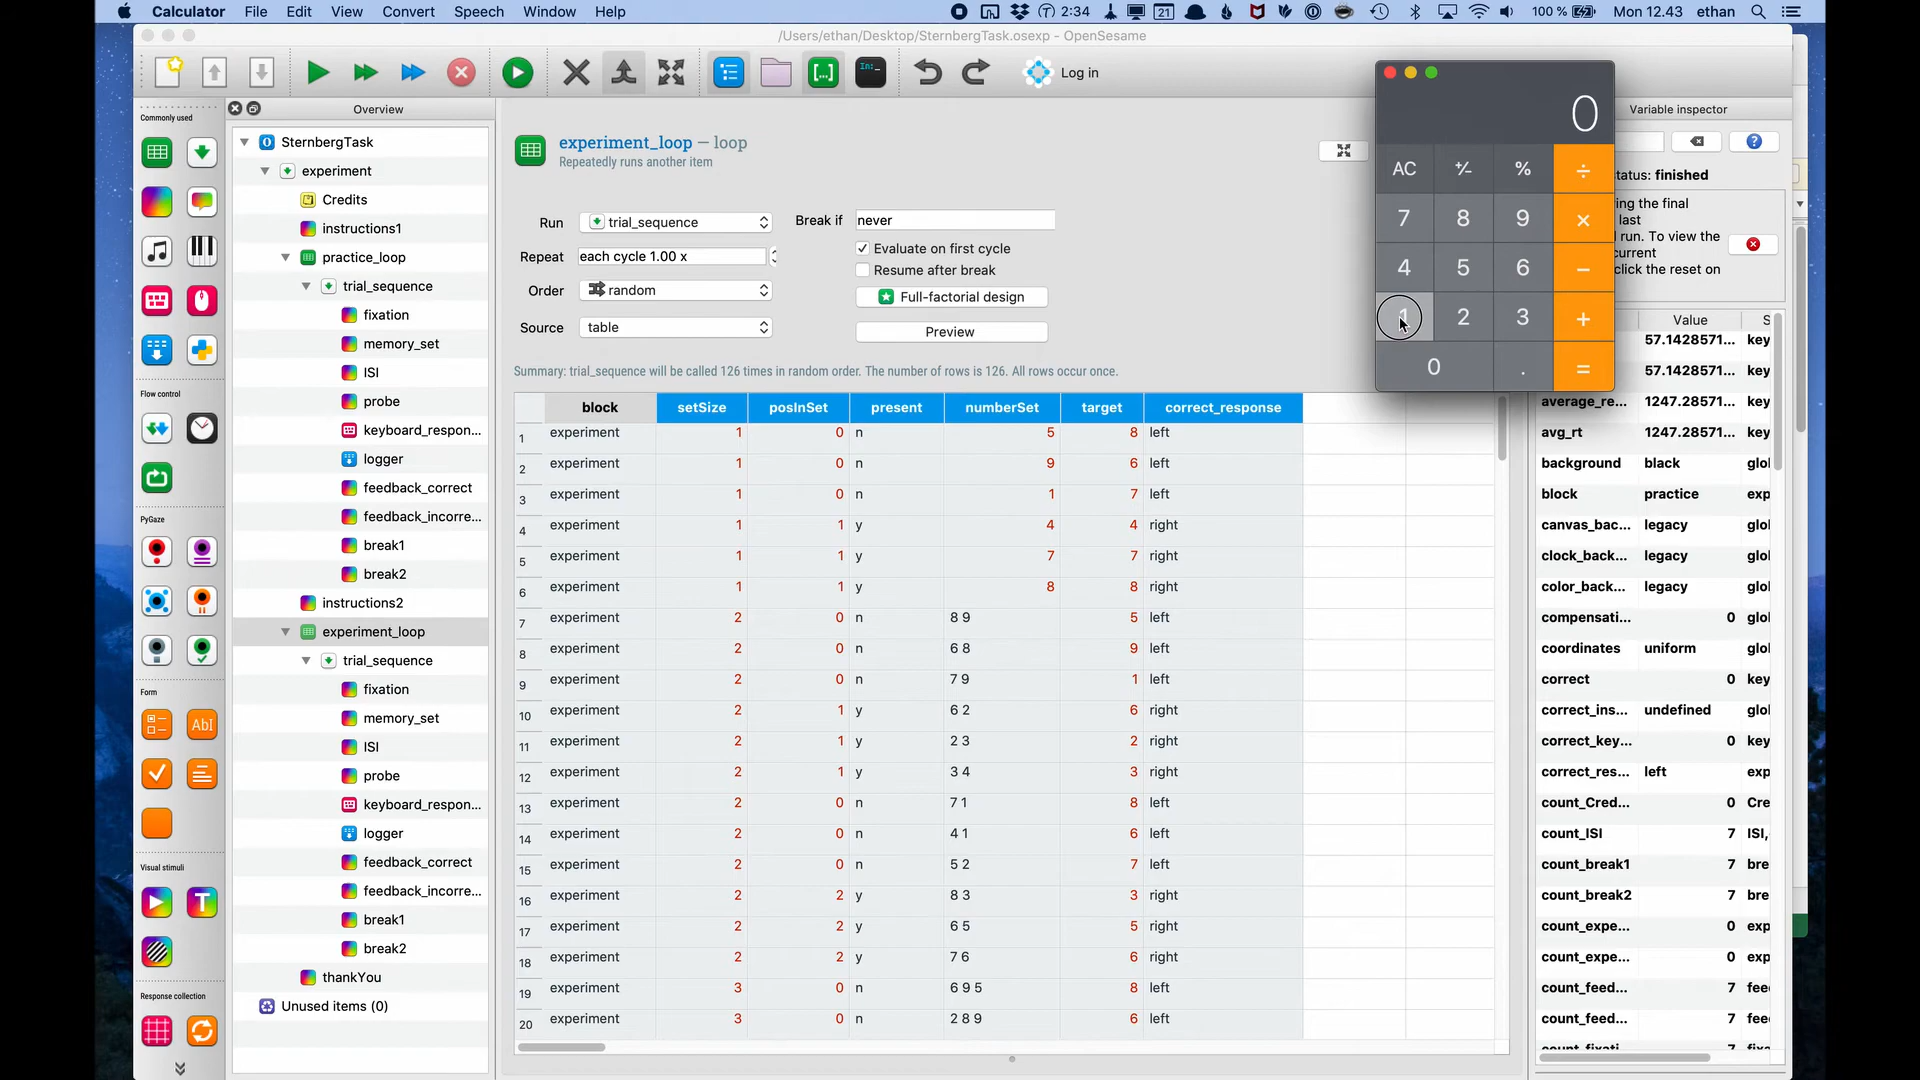 Calculator File Edit View Convert Speech Window Help 2:34 21 100 % Mon 12.43 ethan
/Users/ethan/Desktop/SternbergTask.osexp - OpenSesame
Log in
Commonly used
Flow control
PyGaze
Form
Visual stimuli
Response collection
Overview
SternbergTask
experiment
Credits
instructions1
practice_loop
trial_sequence
fixation
memory_set
ISI
probe
keyboard_respon...
logger
feedback_correct
feedback_incorre...
break1
break2
instructions2
experiment_loop
trial_sequence
fixation
memory_set
ISI
probe
keyboard_respon...
logger
feedback_correct
feedback_incorre...
break1
break2
thankYou
Unused items (0)
experiment_loop — loop
Repeatedly runs another item
Run trial_sequence Break if never
Repeat each cycle 1.00 x Evaluate on first cycle
Resume after break
Order random Full-factorial design
Source table Preview
Summary: trial_sequence will be called 126 times in random order. The number of rows is 126. All rows occur once.
block setSize posInSet present numberSet target correct_response
1 experiment 1 0 n 5 8 left
2 experiment 1 0 n 9 6 left
3 experiment 1 0 n 1 7 left
4 experiment 1 1 y 4 4 right
5 experiment 1 1 y 7 7 right
6 experiment 1 1 y 8 8 right
7 experiment 2 0 n 8 9 5 left
8 experiment 2 0 n 6 8 9 left
9 experiment 2 0 n 7 9 1 left
10 experiment 2 1 y 6 2 6 right
11 experiment 2 1 y 2 3 2 right
12 experiment 2 1 y 3 4 3 right
13 experiment 2 0 n 7 1 8 left
14 experiment 2 0 n 4 1 6 left
15 experiment 2 0 n 5 2 7 left
16 experiment 2 2 y 8 3 3 right
17 experiment 2 2 y 6 5 5 right
18 experiment 2 2 y 7 6 6 right
19 experiment 3 0 n 6 9 5 8 left
20 experiment 3 0 n 2 8 9 6 left
0
AC +/- % ÷
7 8 9 ×
4 5 6 −
1 2 3 +
0 . =
Variable inspector
tatus: finished
ing the final
last
d run. To view the
current
click the reset on
Value S
57.1428571... key
57.1428571... key
average_re... 1247.28571... key
avg_rt 1247.28571... key
background black glo
block practice exp
canvas_bac... legacy glo
clock_back... legacy glo
color_back... legacy glo
compensati... 0 glo
coordinates uniform glo
correct 0 key
correct_ins... undefined glo
correct_key... 0 key
correct_res... left exp
count_Cred... 0 Cre
count_ISI 7 ISI,
count_break1 7 bre
count_break2 7 bre
count_expe... 0 exp
count_expe... 0 exp
count_feed... 7 fee
count_feed... 7 fee